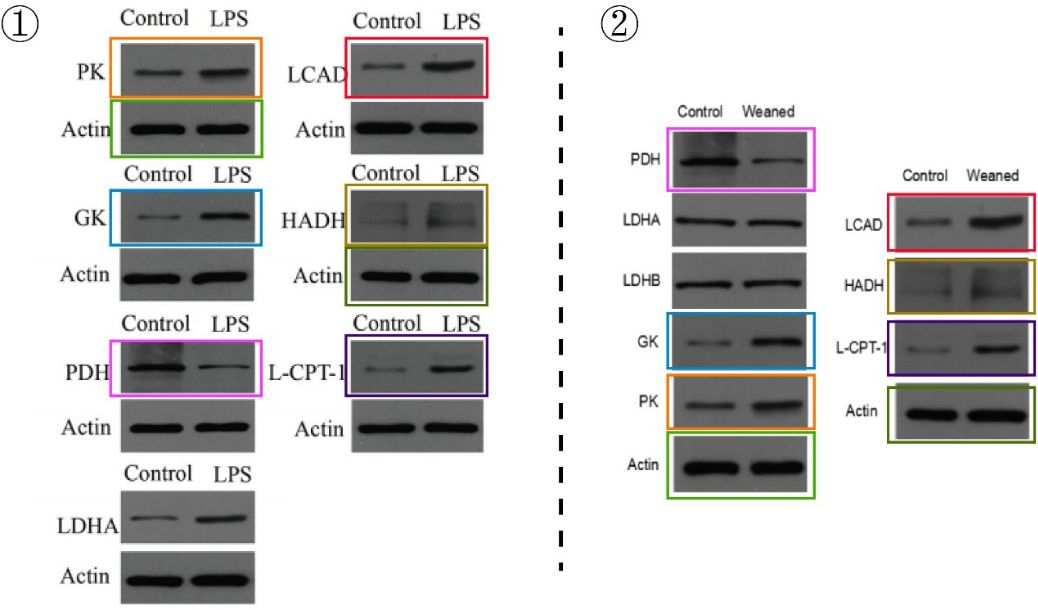 ①
Control LPS
PK
Actin
Control LPS
GK
Actin
Control LPS
PDH
Actin
Control LPS
LDHA
Actin
Control LPS
LCAD
Actin
Control LPS
HADH
Actin
Control LPS
L-CPT-1
Actin
②
Control Weaned
PDH
LDHA
LDHB
GK
PK
Actin
Control Weaned
LCAD
HADH
L-CPT-1
Actin